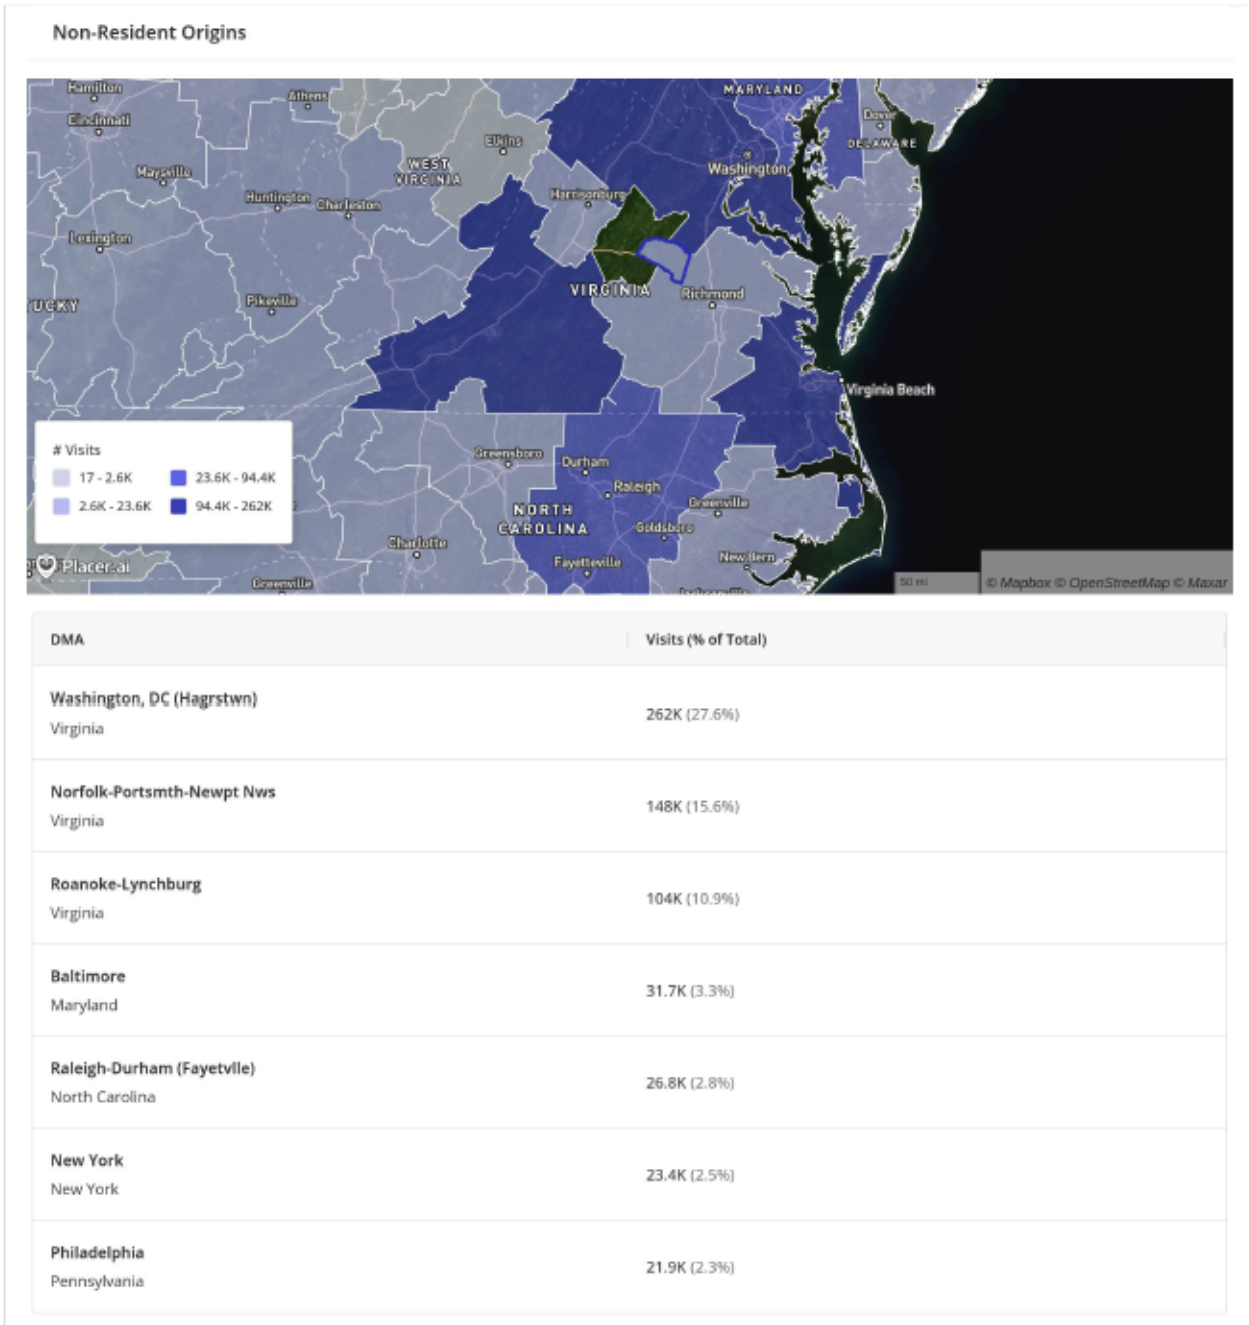 Non-Resident Origins
Hamilton
Athens
MARYLAND
Cincinnati
Dover
Elkins
DELAWARE
WEST
VIRGINIA
Washington
Maysville
Huntington
Charleston
Harrisonburg
Lexington
VIRGINIA
Richmond
UCKY
Pikeville
Virginia Beach
# Visits
17 - 2.6K
23.6K - 94.4K
2.6K - 23.6K
94.4K - 262K
Greensboro
Durham
Raleigh
NORTH
CAROLINA
Greenville
Goldsboro
Charlotte
Fayetteville
New Bern
Placer.ai
Greenville
50 mi
© Mapbox © OpenStreetMap © Maxar
DMA Visits (% of Total)
Washington, DC (Hagrstwn)
Virginia
262K (27.6%)
Norfolk-Portsmth-Newpt Nws
Virginia
148K (15.6%)
Roanoke-Lynchburg
Virginia
104K (10.9%)
Baltimore
Maryland
31.7K (3.3%)
Raleigh-Durham (Fayetvlle)
North Carolina
26.8K (2.8%)
New York
New York
23.4K (2.5%)
Philadelphia
Pennsylvania
21.9K (2.3%)